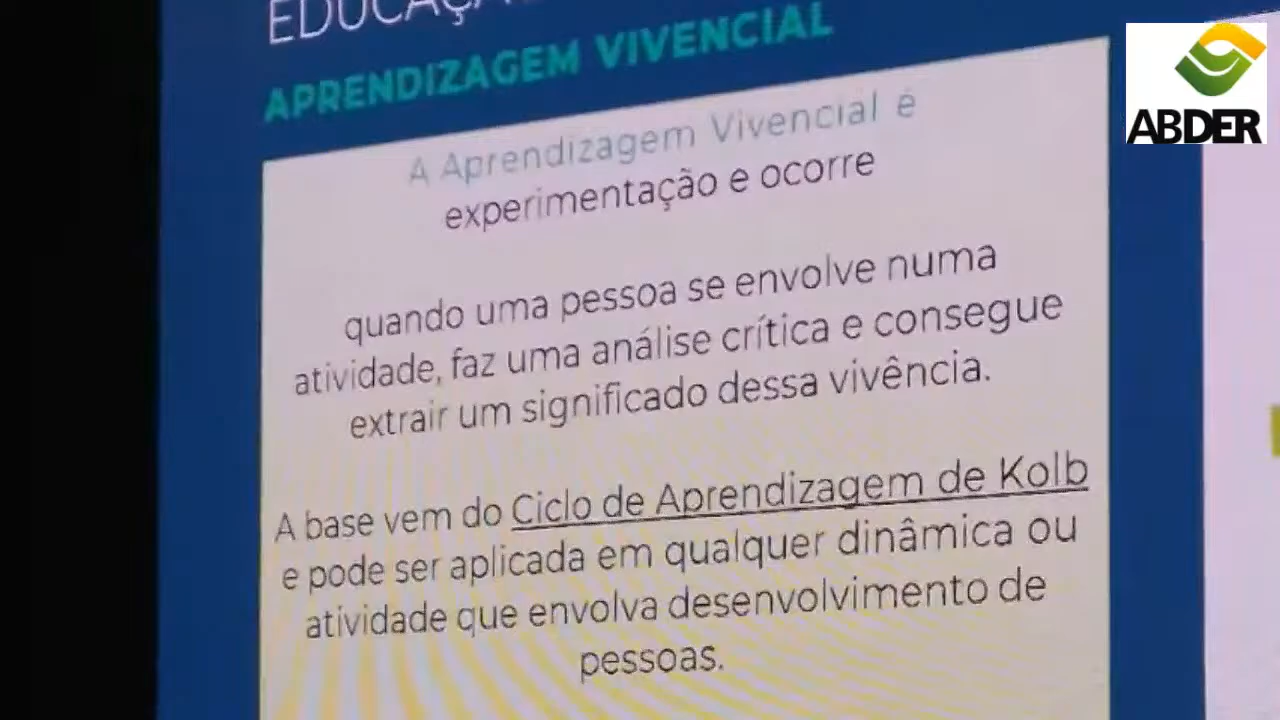 APRENDIZAGEM VIVENCIAL
A Aprendizagem Vivencial é
experimentação e ocorre
quando uma pessoa se envolve numa
atividade, faz uma análise crítica e consegue
extrair um significado dessa vivência.
A base vem do Ciclo de Aprendizagem de Kolb
e pode ser aplicada em qualquer dinâmica ou
atividade que envolva desenvolvimento de
pessoas.
ABDER